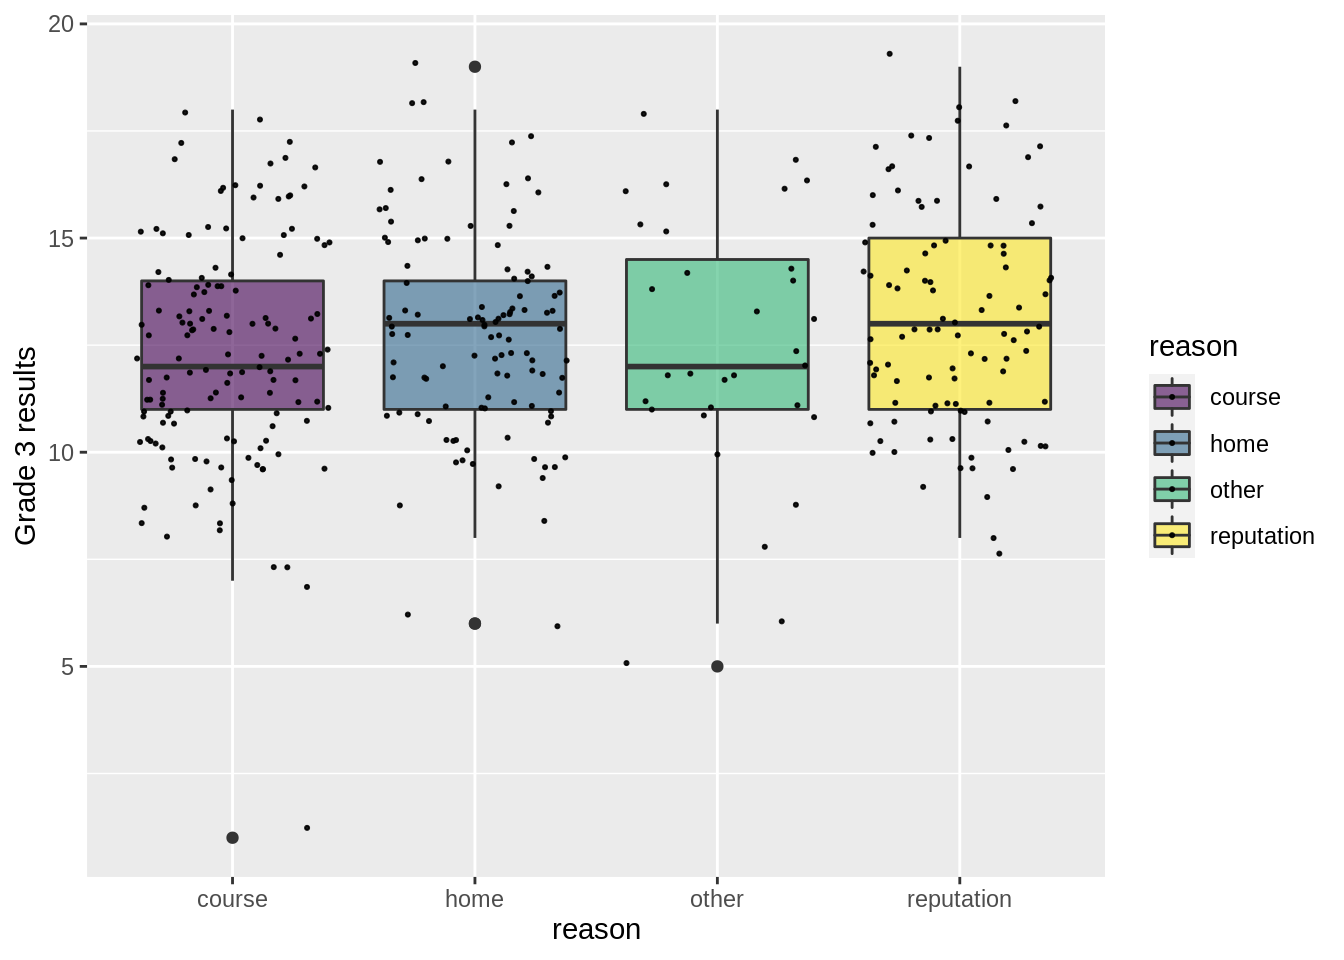 20
15
10
5
Grade 3 results
course
home
other
reputation
reason
reason
course
home
other
reputation